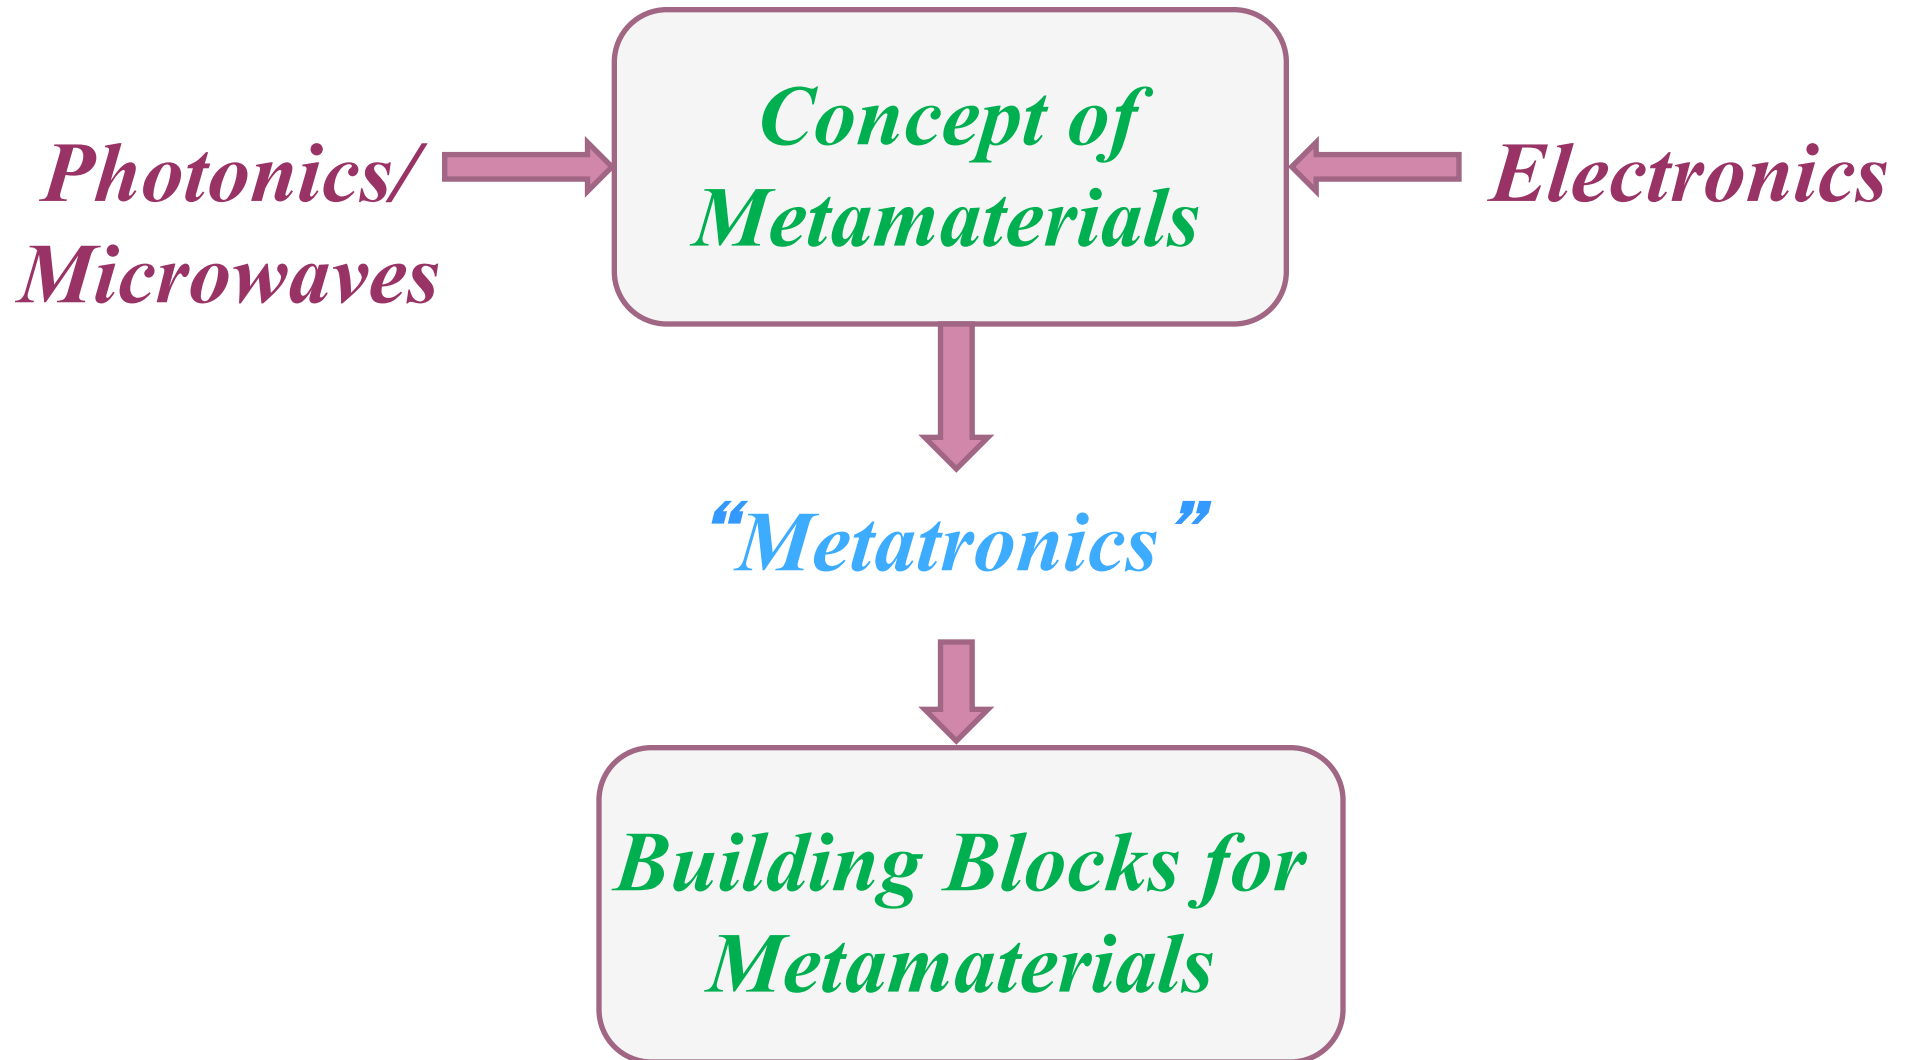 Concept of
Metamaterials
Photonics/
Microwaves
Electronics
“Metatronics”
Building Blocks for
Metamaterials